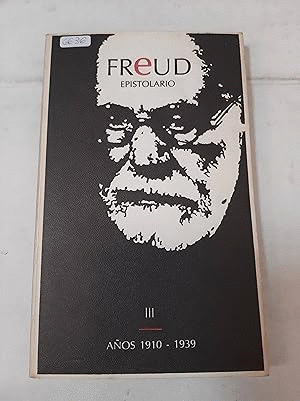 FReUD
EPISTOLARIO
III
AÑOS 1910 - 1939